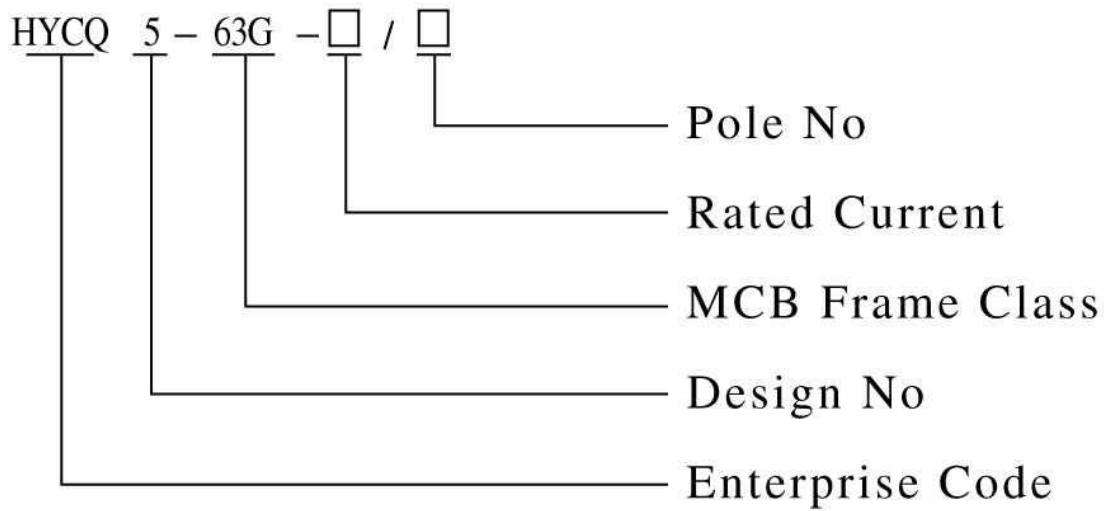 HYCQ 5 – 63G – □ / □
Pole No
Rated Current
MCB Frame Class
Design No
Enterprise Code